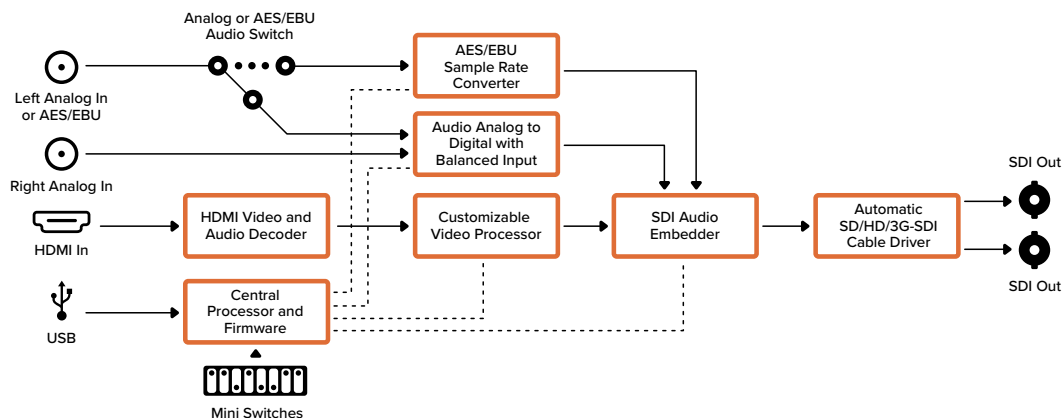 Analog or AES/EBU
Audio Switch
Left Analog In
or AES/EBU
AES/EBU
Sample Rate
Converter
Right Analog In
Audio Analog to
Digital with
Balanced Input
HDMI In
HDMI Video and
Audio Decoder
Customizable
Video Processor
SDI Audio
Embedder
Automatic
SD/HD/3G-SDI
Cable Driver
SDI Out
SDI Out
USB
Central
Processor and
Firmware
Mini Switches